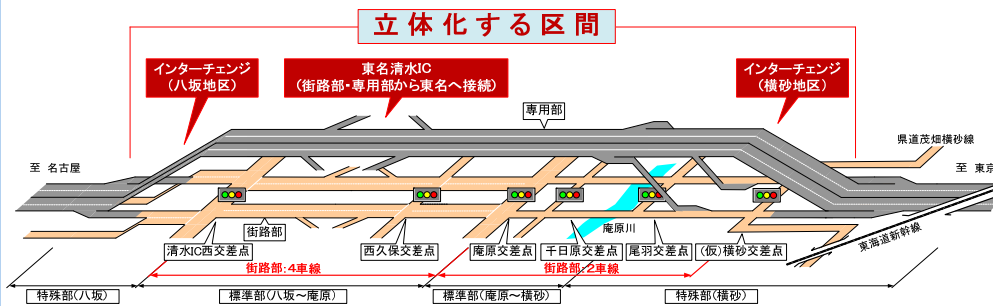 立体化する区間
インターチェンジ
(八坂地区)
東名清水IC
(街路部・専用部から東名へ接続)
インターチェンジ
(横砂地区)
専用部
県道茂畑横砂線
至 名古屋
至 東京
街路部
庵原川
東海道新幹線
清水IC西交差点
西久保交差点
庵原交差点
千日原交差点
尾羽交差点
(仮)横砂交差点
街路部:4車線
街路部:2車線
特殊部(八坂)
標準部(八坂~庵原)
標準部(庵原~横砂)
特殊部(横砂)